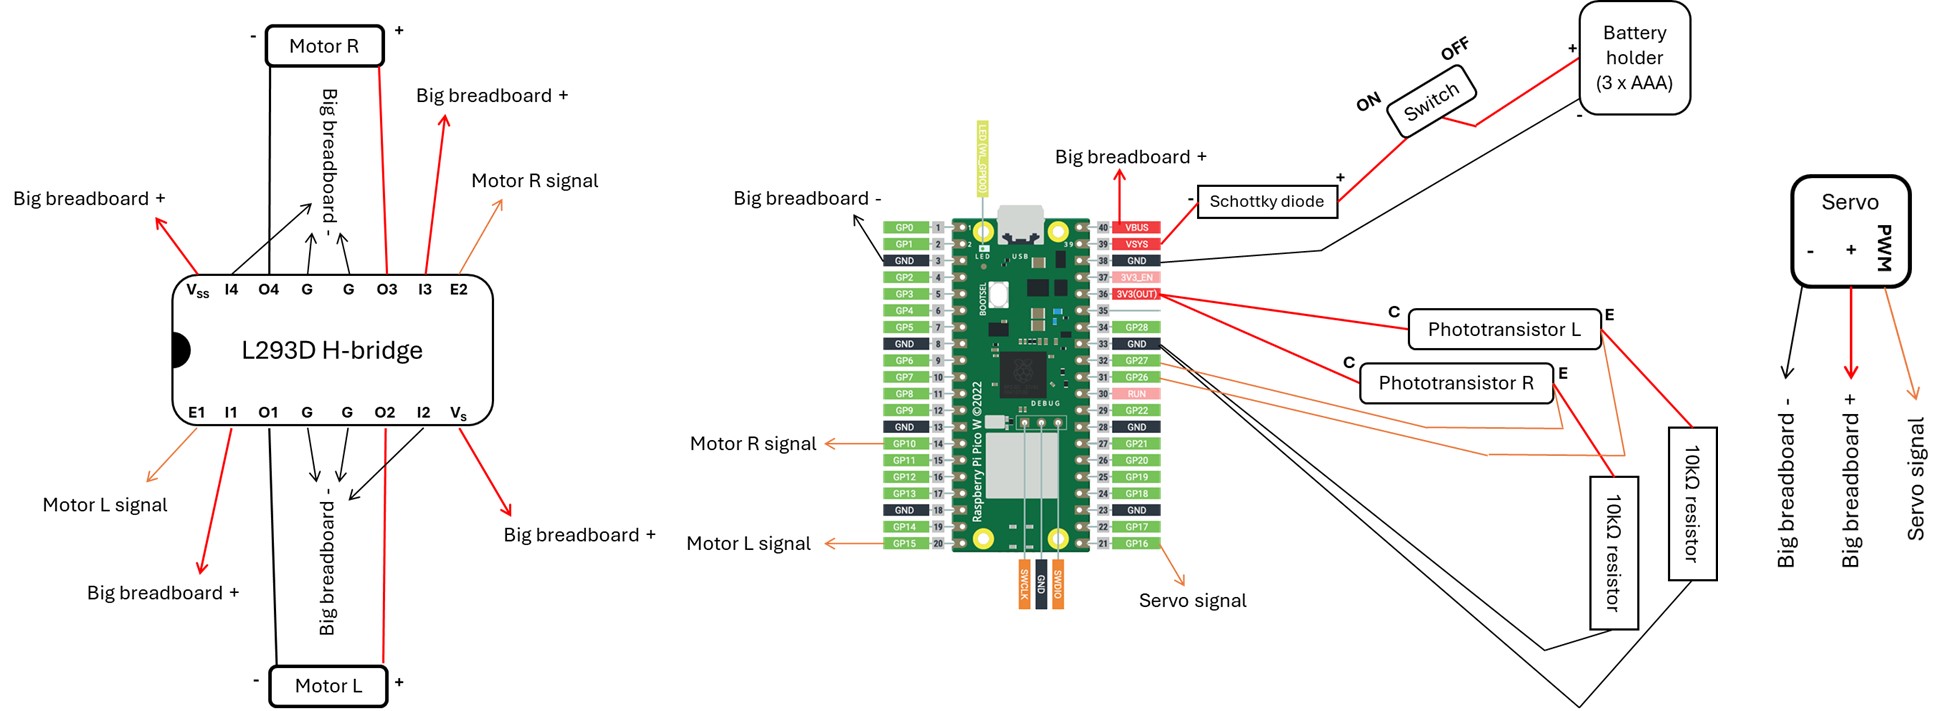 - Motor R +
Big breadboard +
Big breadboard -
Motor R signal
Big breadboard +
V_SS I4 O4 G G O3 I3 E2
L293D H-bridge
E1 I1 O1 G G O2 I2 V_S
Motor L signal
Big breadboard -
Big breadboard +
Big breadboard +
- Motor L +
LED (WL_GPIO0)
Big breadboard +
Big breadboard -
GP0 1
GP1 2
GND 3
GP2 4
GP3 5
GP4 6
GP5 7
GND 8
GP6 9
GP7 10
GP8 11
GP9 12
GND 13
GP10 14
GP11 15
GP12 16
GP13 17
GND 18
GP14 19
GP15 20
Motor R signal
Motor L signal
1
2
39
LED
USB
BOOTSEL
DEBUG
Raspberry Pi Pico W ©2022
40 VBUS
39 VSYS
38 GND
37 3V3_EN
36 3V3(OUT)
35
34 GP28
33 GND
32 GP27
31 GP26
30 RUN
29 GP22
28 GND
27 GP21
26 GP20
25 GP19
24 GP18
23 GND
22 GP17
21 GP16
SWCLK
GND
SWDIO
Servo signal
- Schottky diode +
ON
OFF
Switch
+
-
Battery
holder
(3 x AAA)
C Phototransistor L E
C Phototransistor R E
10kΩ resistor
10kΩ resistor
Servo
- + PWM
Big breadboard -
Big breadboard +
Servo signal